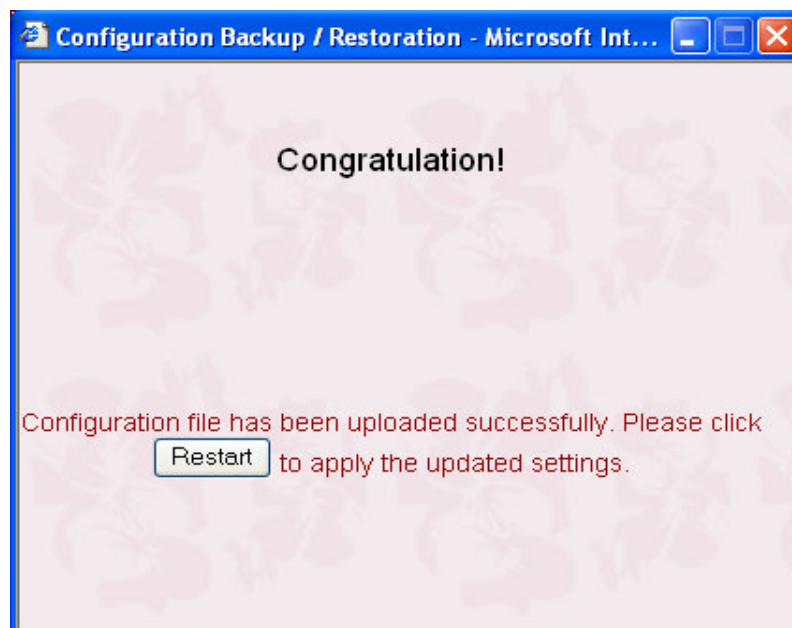 Configuration Backup / Restoration - Microsoft Int...
Congratulation!
Configuration file has been uploaded successfully. Please click
Restart to apply the updated settings.